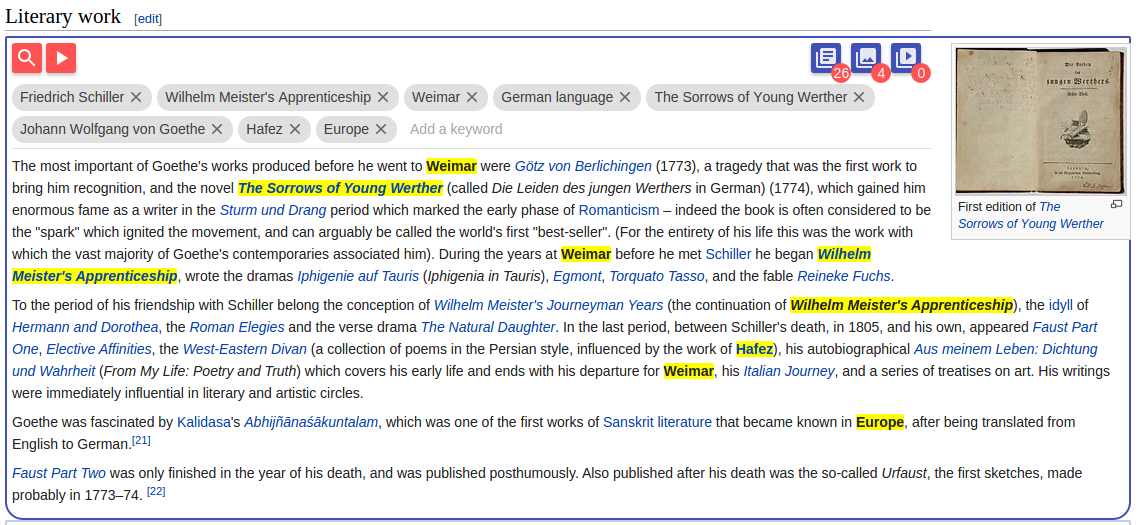 Literary work [edit]
26 4 0
Friedrich Schiller × Wilhelm Meister's Apprenticeship × Weimar × German language × The Sorrows of Young Werther ×
Johann Wolfgang von Goethe × Hafez × Europe × Add a keyword
The most important of Goethe's works produced before he went to Weimar were Götz von Berlichingen (1773), a tragedy that was the first work to
bring him recognition, and the novel The Sorrows of Young Werther (called Die Leiden des jungen Werthers in German) (1774), which gained him
enormous fame as a writer in the Sturm und Drang period which marked the early phase of Romanticism – indeed the book is often considered to be
the "spark" which ignited the movement, and can arguably be called the world's first "best-seller". (For the entirety of his life this was the work with
which the vast majority of Goethe's contemporaries associated him). During the years at Weimar before he met Schiller he began Wilhelm
Meister's Apprenticeship, wrote the dramas Iphigenie auf Tauris (Iphigenia in Tauris), Egmont, Torquato Tasso, and the fable Reineke Fuchs.
To the period of his friendship with Schiller belong the conception of Wilhelm Meister's Journeyman Years (the continuation of Wilhelm Meister's Apprenticeship), the idyll of
Hermann and Dorothea, the Roman Elegies and the verse drama The Natural Daughter. In the last period, between Schiller's death, in 1805, and his own, appeared Faust Part
One, Elective Affinities, the West-Eastern Divan (a collection of poems in the Persian style, influenced by the work of Hafez), his autobiographical Aus meinem Leben: Dichtung
und Wahrheit (From My Life: Poetry and Truth) which covers his early life and ends with his departure for Weimar, his Italian Journey, and a series of treatises on art. His writings
were immediately influential in literary and artistic circles.
Goethe was fascinated by Kalidasa's Abhijñānaśākuntalam, which was one of the first works of Sanskrit literature that became known in Europe, after being translated from
English to German.[21]
Faust Part Two was only finished in the year of his death, and was published posthumously. Also published after his death was the so-called Urfaust, the first sketches, made
probably in 1773–74. [22]
Die Leiden
des
jungen Werthers.
Erster Theil.
First edition of The
Sorrows of Young Werther